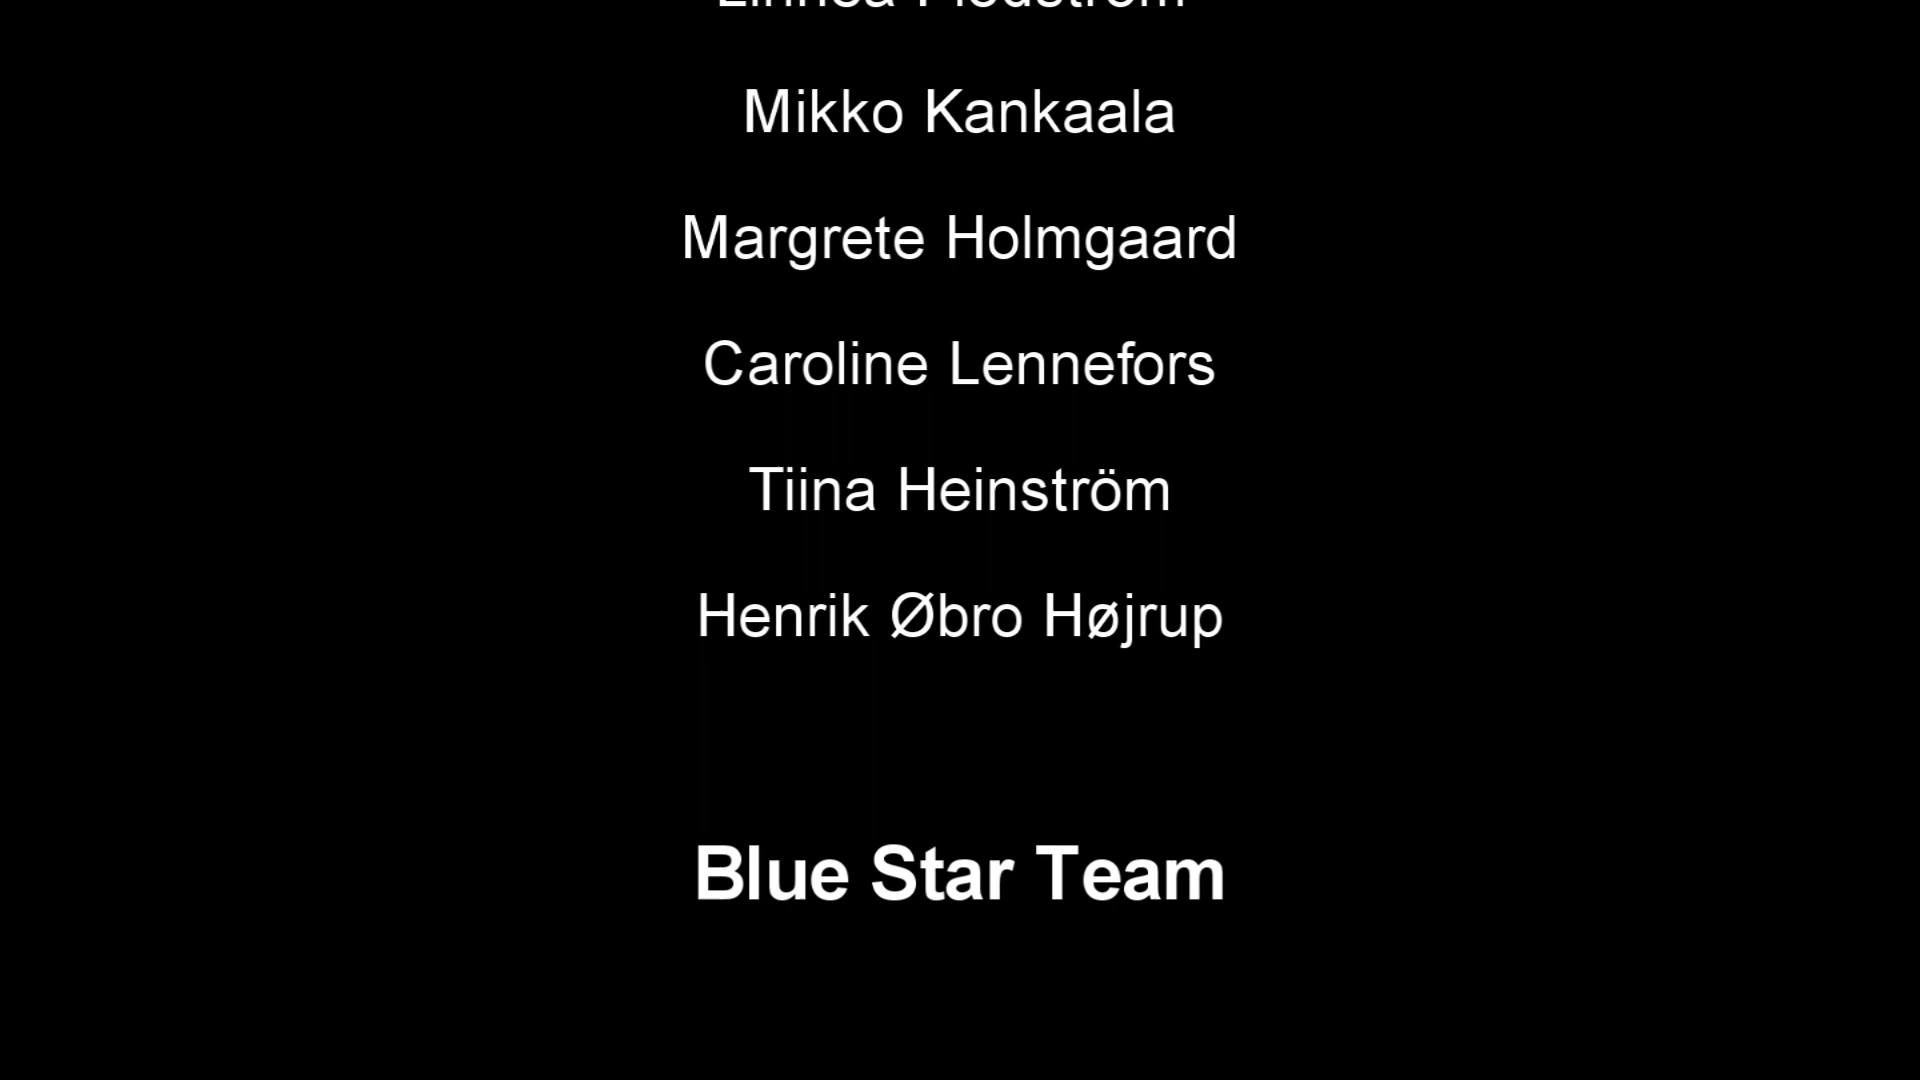 Mikko Kankaala
Margrete Holmgaard
Caroline Lennefors
Tiina Heinström
Henrik Øbro Højrup
Blue Star Team